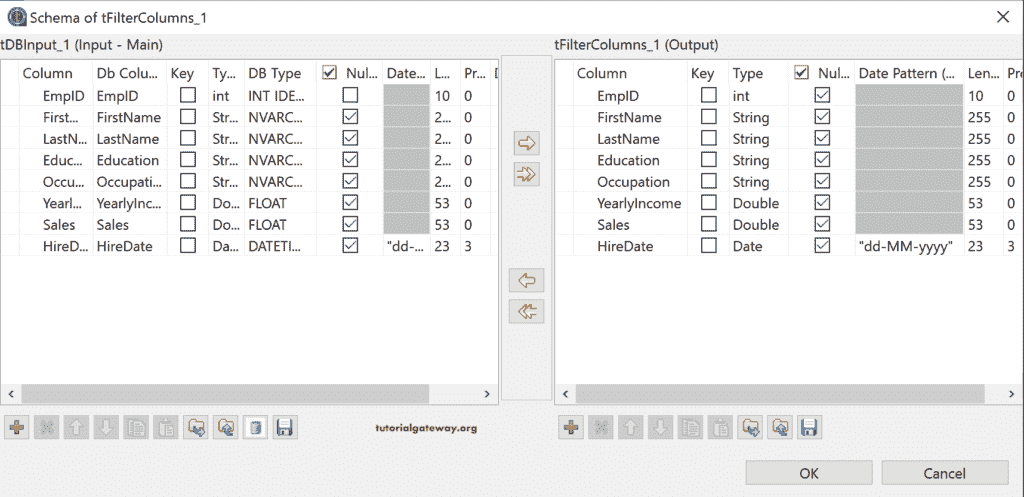 Schema of tFilterColumns_1
tDBInput_1 (Input - Main)
Column Db Colu... Key Ty... DB Type Nul... Date... L... Pr... D
EmpID EmpID int INT IDE... 10 0
First... FirstName Str... NVARC... 2... 0
LastN... LastName Str... NVARC... 2... 0
Educ... Education Str... NVARC... 2... 0
Occu... Occupati... Str... NVARC... 2... 0
Yearl... YearlyInc... Do... FLOAT 53 0
Sales Sales Do... FLOAT 53 0
HireD... HireDate Da... DATETI... "dd-... 23 3
tutorialgateway.org
tFilterColumns_1 (Output)
Column Key Type Nul... Date Pattern (... Len... Pre
EmpID int 10 0
FirstName String 255 0
LastName String 255 0
Education String 255 0
Occupation String 255 0
YearlyIncome Double 53 0
Sales Double 53 0
HireDate Date "dd-MM-yyyy" 23 3
OK Cancel